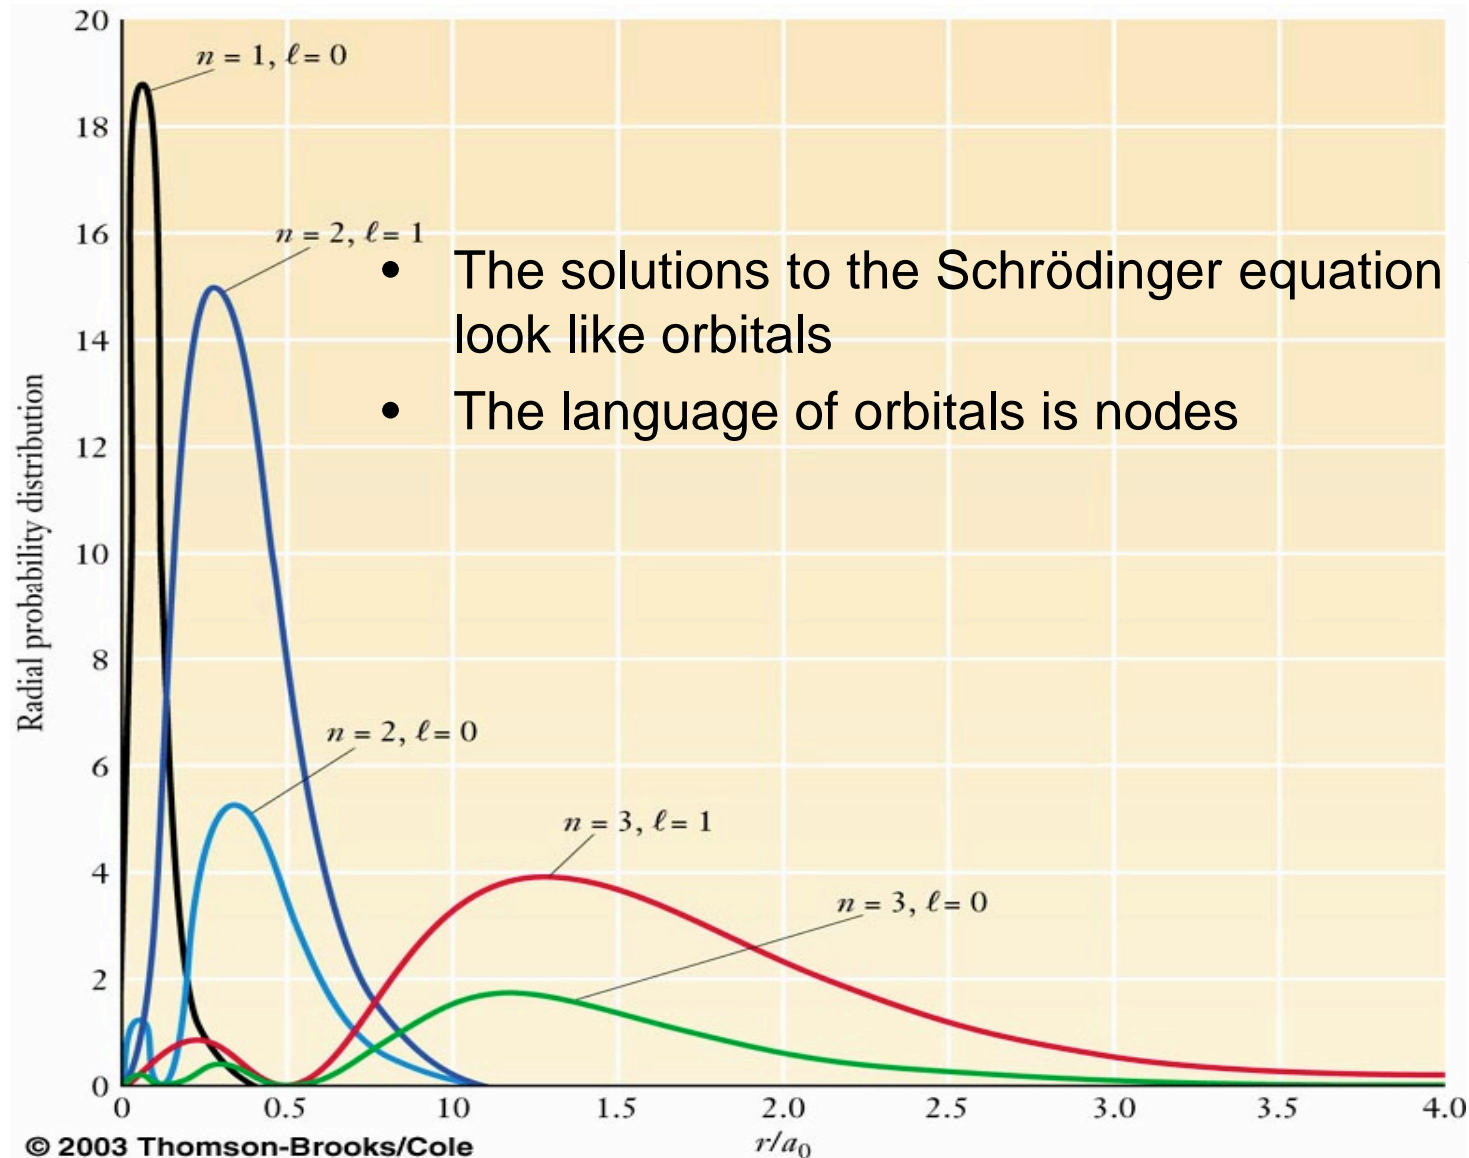 20
n = 1, ℓ = 0
18
16
n = 2, ℓ = 1
• The solutions to the Schrödinger equation
look like orbitals
14
• The language of orbitals is nodes
12
Radial probability distribution
10
8
n = 2, ℓ = 0
6
n = 3, ℓ = 1
4
n = 3, ℓ = 0
2
0
0 0.5 10 1.5 2.0 2.5 3.0 3.5 4.0
r/a₀
© 2003 Thomson-Brooks/Cole